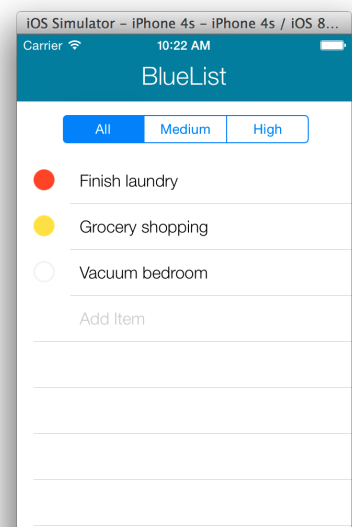 iOS Simulator – iPhone 4s – iPhone 4s / iOS 8...
Carrier 10:22 AM
BlueList
All Medium High
Finish laundry
Grocery shopping
Vacuum bedroom
Add Item